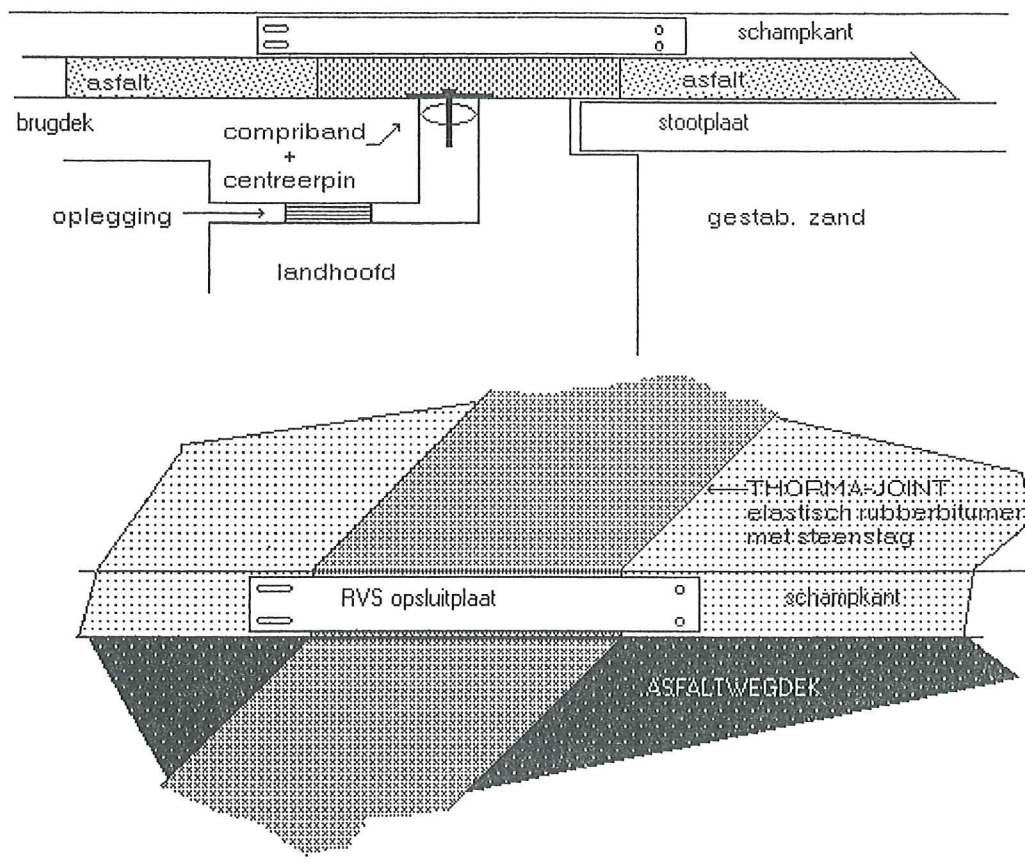 schampkant
asfalt
asfalt
brugdek
compriband
+
centreerpin
stootplaat
oplegging
gestab. zand
landhoofd
THORMA-JOINT
elastisch rubberbitumen
met steenslag
RVS opsluitplaat
schampkant
ASFALTWEGDEK